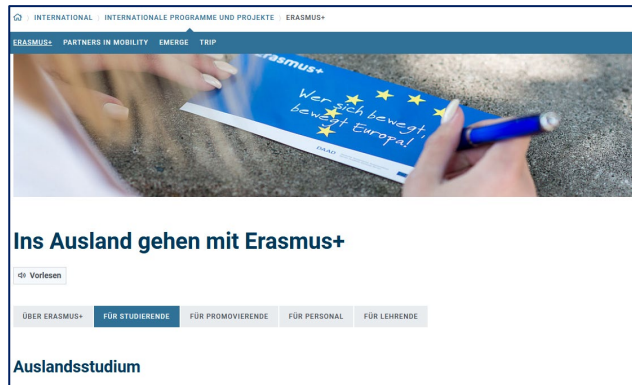 INTERNATIONAL | INTERNATIONALE PROGRAMME UND PROJEKTE | ERASMUS+
ERASMUS+ PARTNERS IN MOBILITY EMERGE TRIP
Erasmus+
Wer sich bewegt,
bewegt Europa!
DAAD
Ins Ausland gehen mit Erasmus+
Vorlesen
ÜBER ERASMUS+ FÜR STUDIERENDE FÜR PROMOVIERENDE FÜR PERSONAL FÜR LEHRENDE
Auslandsstudium